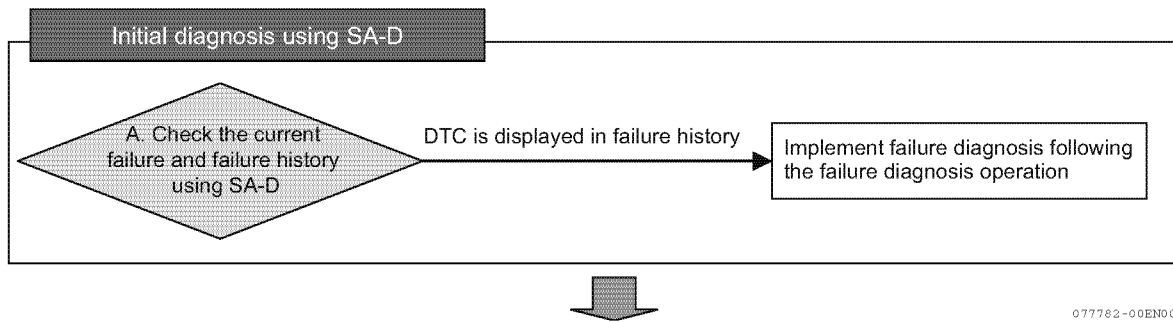 Initial diagnosis using SA-D
A. Check the current
failure and failure history
using SA-D
DTC is displayed in failure history
Implement failure diagnosis following
the failure diagnosis operation